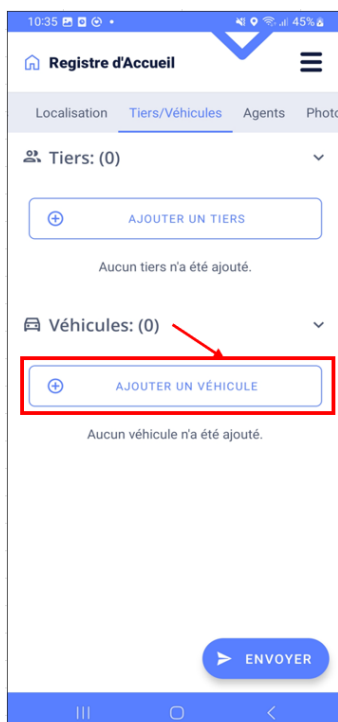 10:35 45%
Registre d'Accueil
Localisation Tiers/Véhicules Agents Photo
Tiers: (0)
AJOUTER UN TIERS
Aucun tiers n'a été ajouté.
Véhicules: (0)
AJOUTER UN VÉHICULE
Aucun véhicule n'a été ajouté.
ENVOYER